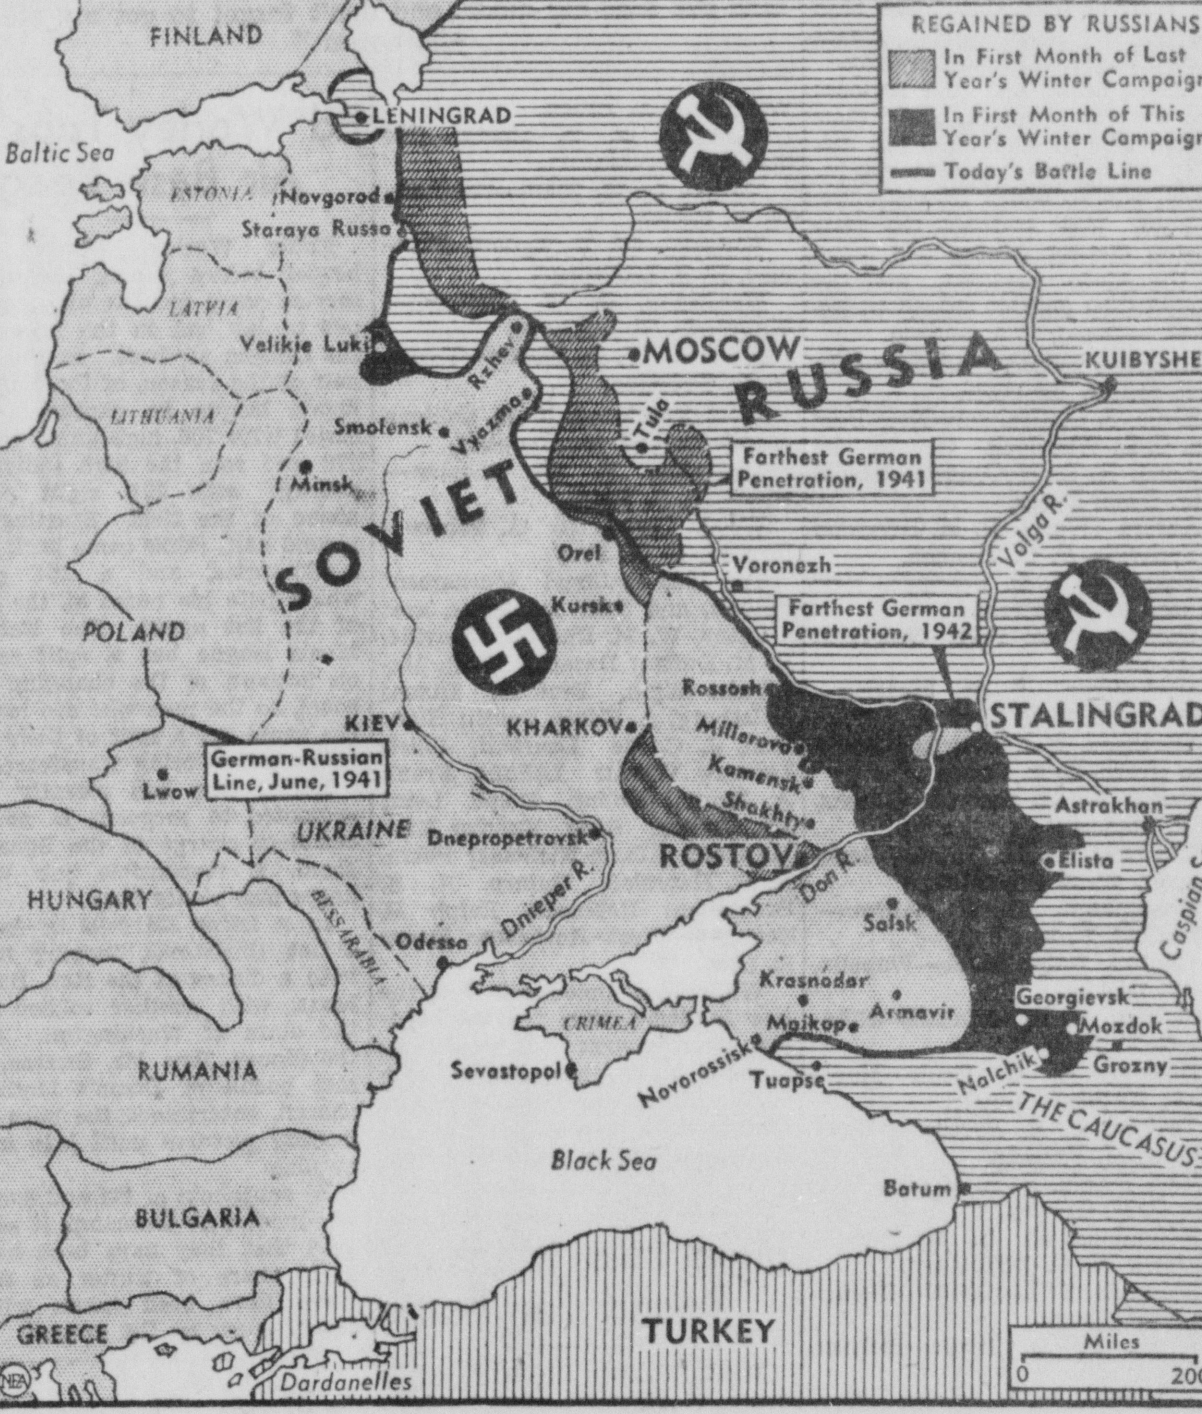 FINLAND
REGAINED BY RUSSIANS
In First Month of Last
Year's Winter Campaign
In First Month of This
Year's Winter Campaign
Today's Battle Line
LENINGRAD
Baltic Sea
ESTONIA
Novgorod
Staraya Russa
LATVIA
Velikie Luki
Rzhev
MOSCOW
RUSSIA
KUIBYSHE
LITHUANIA
Smolensk
Vyazma
Tula
Minsk
Farthest German
Penetration, 1941
SOVIET
Volga R.
Orel
Voronezh
Kursk
Farthest German
Penetration, 1942
POLAND
Rossosh
KIEV
KHARKOV
Millerovo
STALINGRAD
German-Russian
Line, June, 1941
Kamensk
Lwow
Shakhty
Astrakhan
UKRAINE
Dnepropetrovsk
ROSTOV
Elista
Don R.
HUNGARY
BESSARABIA
Dnieper R.
Salsk
Caspian S
Odessa
Krasnodar
Armavir
Georgievsk
CRIMEA
Maikop
Mozdok
RUMANIA
Sevastopol
Novorossisk
Tuapse
Nalchik
Grozny
THE CAUCASUS
Black Sea
Batum
BULGARIA
GREECE
TURKEY
Miles
0 200
NEA
Dardanelles